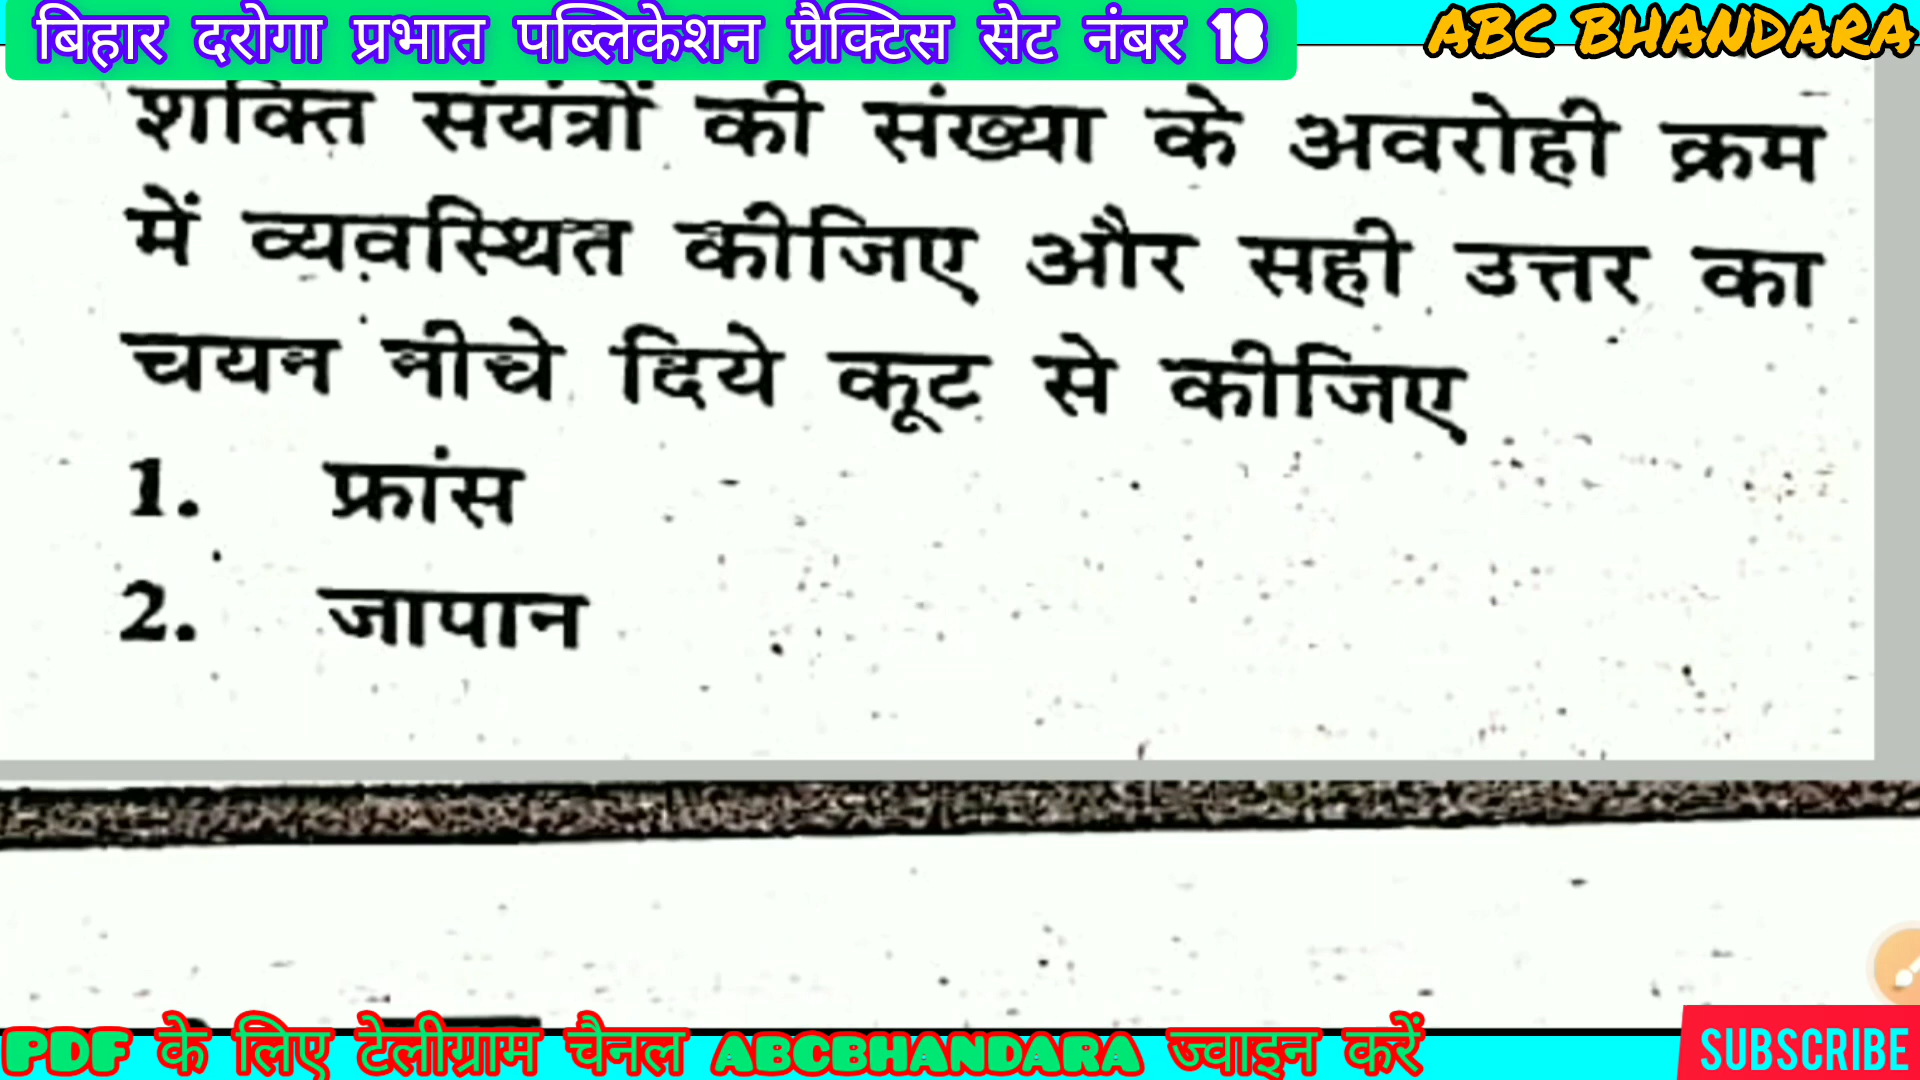 बिहार दरोगा प्रभात पब्लिकेशन प्रैक्टिस सेट नंबर 18
ABC BHANDARA
शक्ति संयंत्रों की संख्या के अवरोही क्रम
में व्यवस्थित कीजिए और सही उत्तर का
चयन नीचे दिये कूट से कीजिए
1. फ्रांस
2. जापान
PDF के लिए टेलीग्राम चैनल ABCBHANDARA ज्वाइन करें
SUBSCRIBE